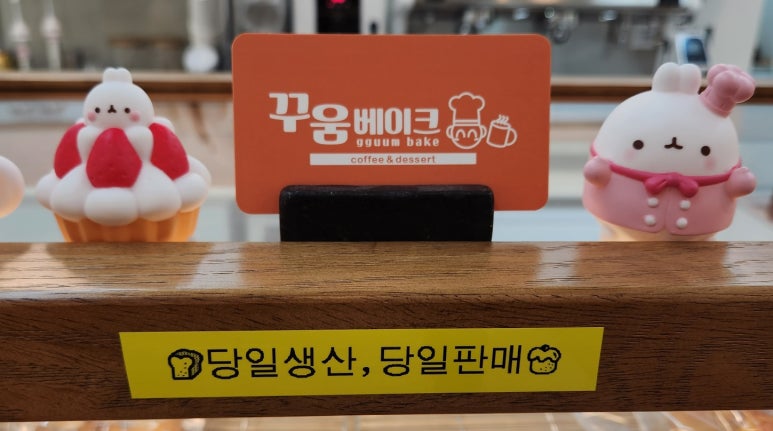 꾸움베이크
gguum bake
coffee & dessert
당일생산, 당일판매